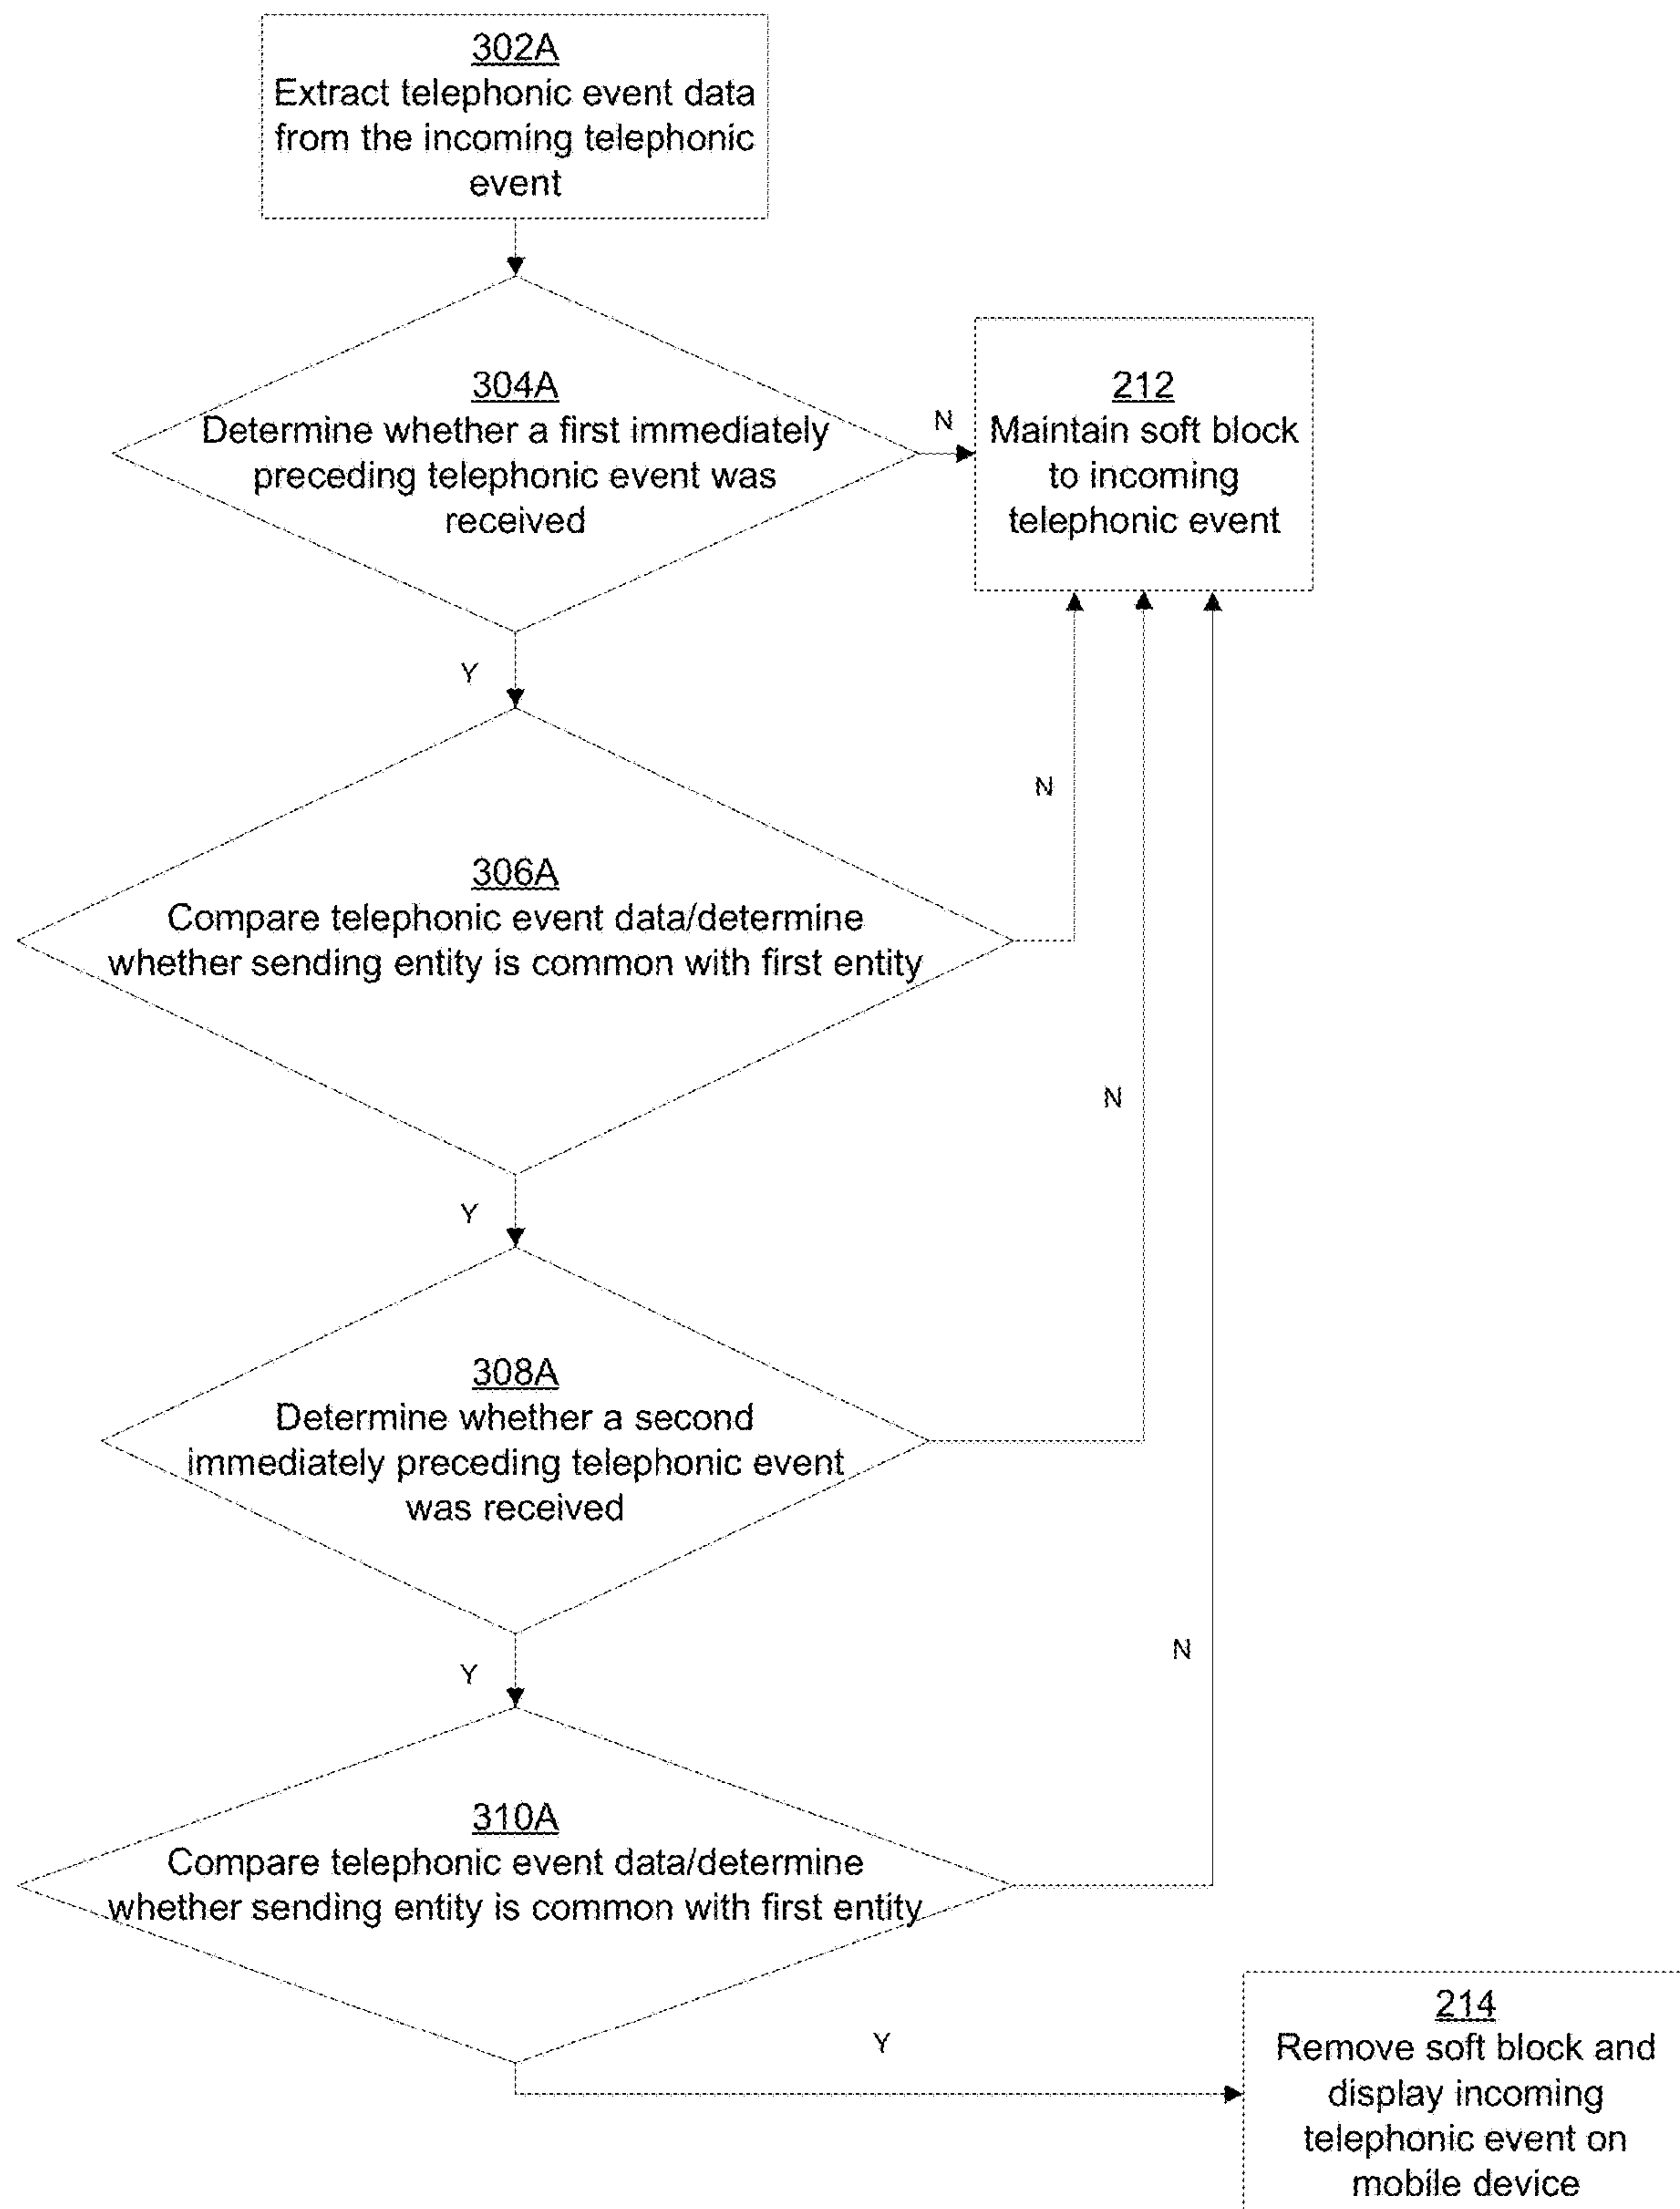 302A
Extract telephonic event data
from the incoming telephonic
event
304A
Determine whether a first immediately
preceding telephonic event was
received
N
212
Maintain soft block
to incoming
telephonic event
Y
N
306A
Compare telephonic event data/determine
whether sending entity is common with first entity
N
Y
308A
Determine whether a second
immediately preceding telephonic event
was received
N
Y
310A
Compare telephonic event data/determine
whether sending entity is common with first entity
Y
214
Remove soft block and
display incoming
telephonic event on
mobile device